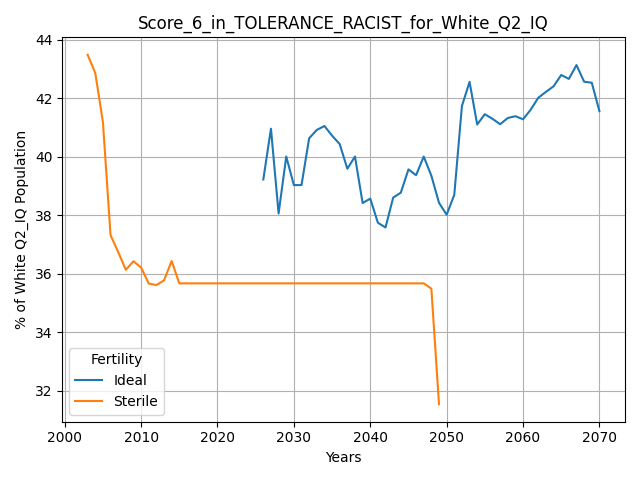 Score_6_in_TOLERANCE_RACIST_for_White_Q2_IQ
% of White Q2_IQ Population
44
42
40
38
36
34
32
Fertility
Ideal
Sterile
2000 2010 2020 2030 2040 2050 2060 2070
Years